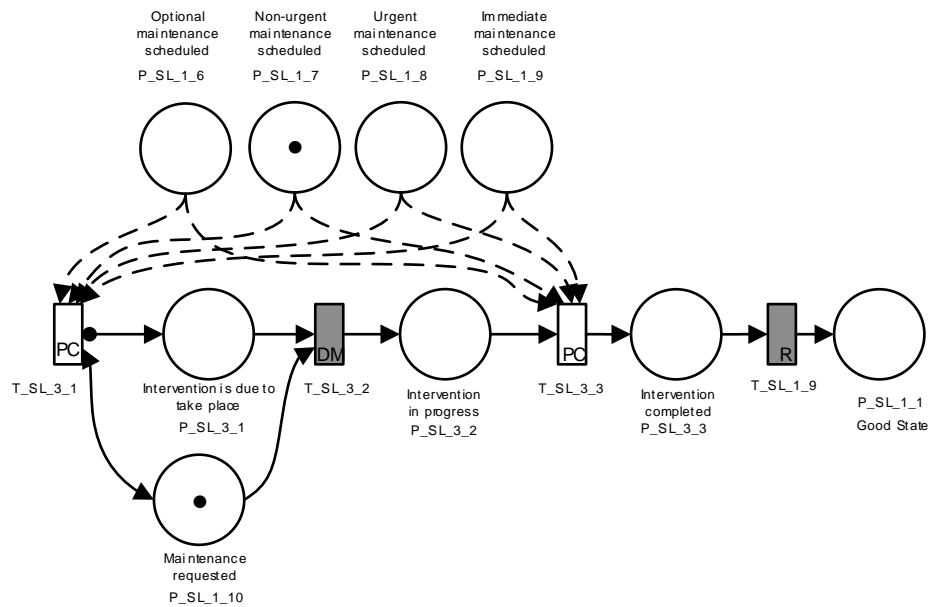 Optional
maintenance
scheduled
P_SL_1_6
Non-urgent
maintenance
scheduled
P_SL_1_7
Urgent
maintenance
scheduled
P_SL_1_8
Immediate
maintenance
scheduled
P_SL_1_9
PC
T_SL_3_1
Intervention is due to
take place
P_SL_3_1
DM
T_SL_3_2
Intervention
in progress
P_SL_3_2
PC
T_SL_3_3
Intervention
completed
P_SL_3_3
R
T_SL_1_9
P_SL_1_1
Good State
Maintenance
requested
P_SL_1_10